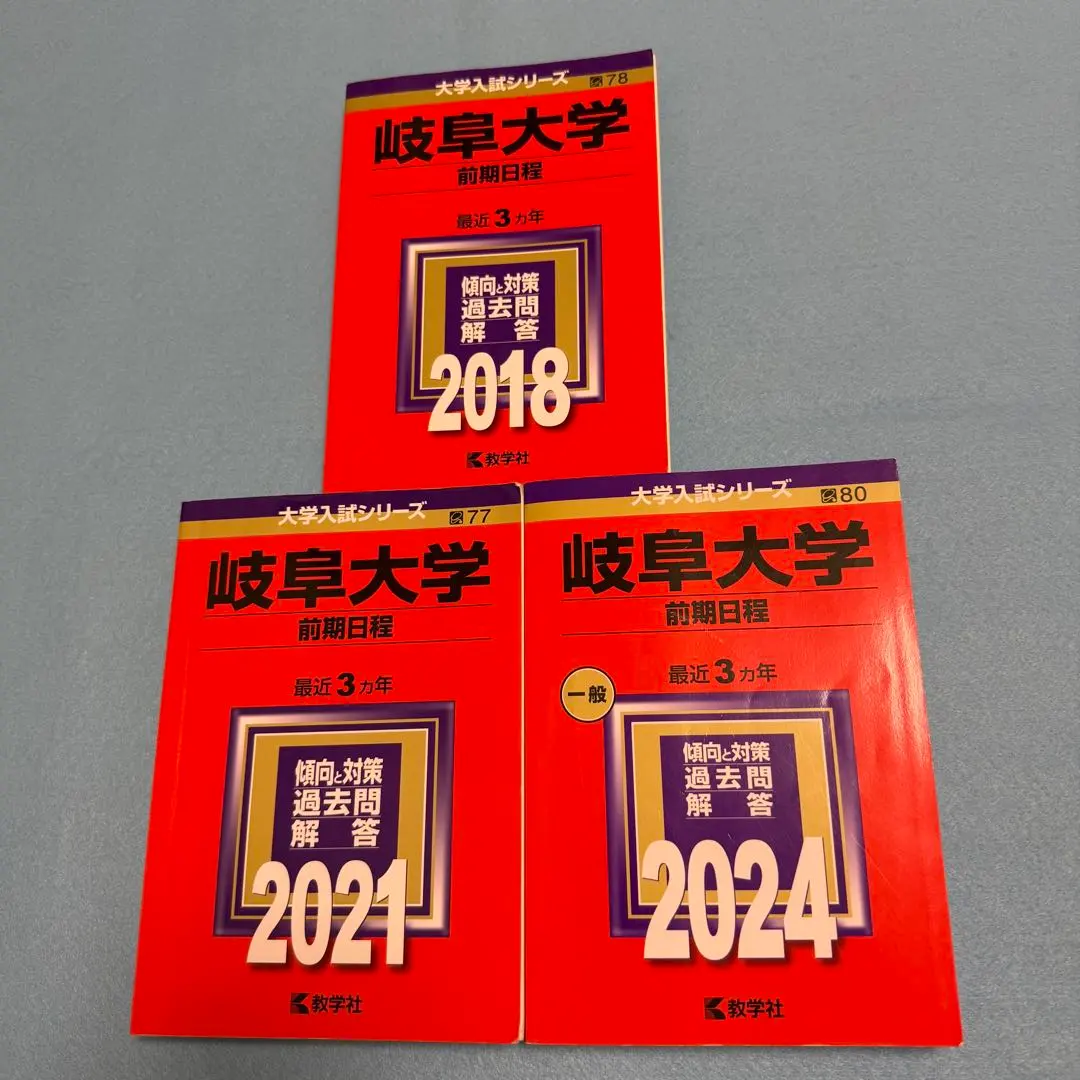 大学入試シリーズ 78
岐阜大学
前期日程
最近3カ年
傾向と対策
過去問
解答
2018
教学社
大学入試シリーズ 77
岐阜大学
前期日程
最近3カ年
傾向と対策
過去問
解答
2021
教学社
大学入試シリーズ 80
岐阜大学
前期日程
最近3カ年
一般
傾向と対策
過去問
解答
2024
教学社